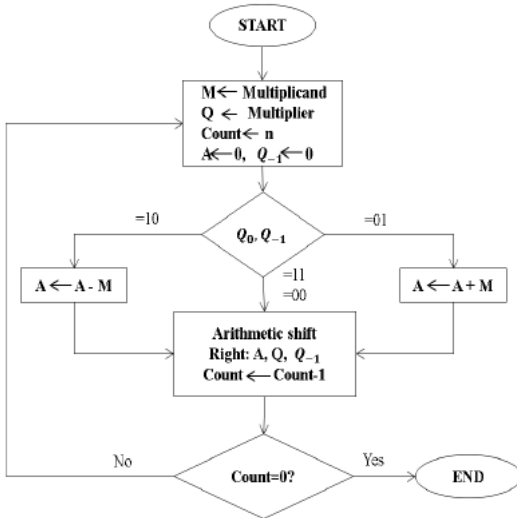 START
M← Multiplicand
Q ← Multiplier
Count← n
A←0, Q₋₁←0
=10
Q₀, Q₋₁
=01
A ← A - M
=11
=00
A ← A + M
Arithmetic shift
Right: A, Q, Q₋₁
Count ← Count-1
No
Count=0?
Yes
END